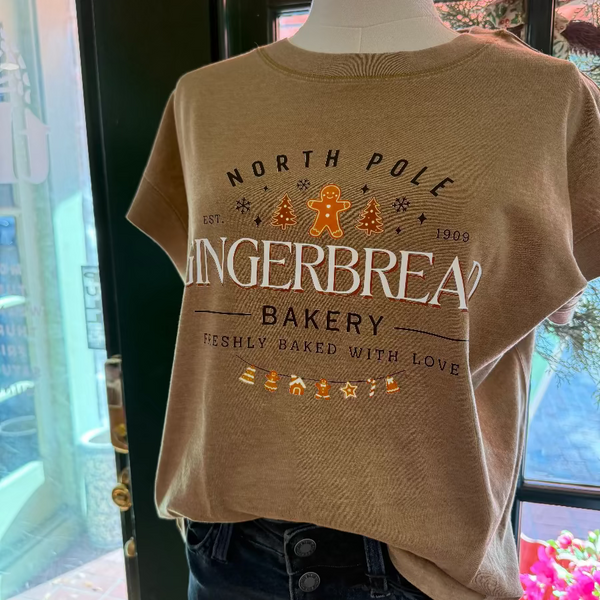 NORTH POLE
EST. 1909
GINGERBREAD
BAKERY
FRESHLY BAKED WITH LOVE